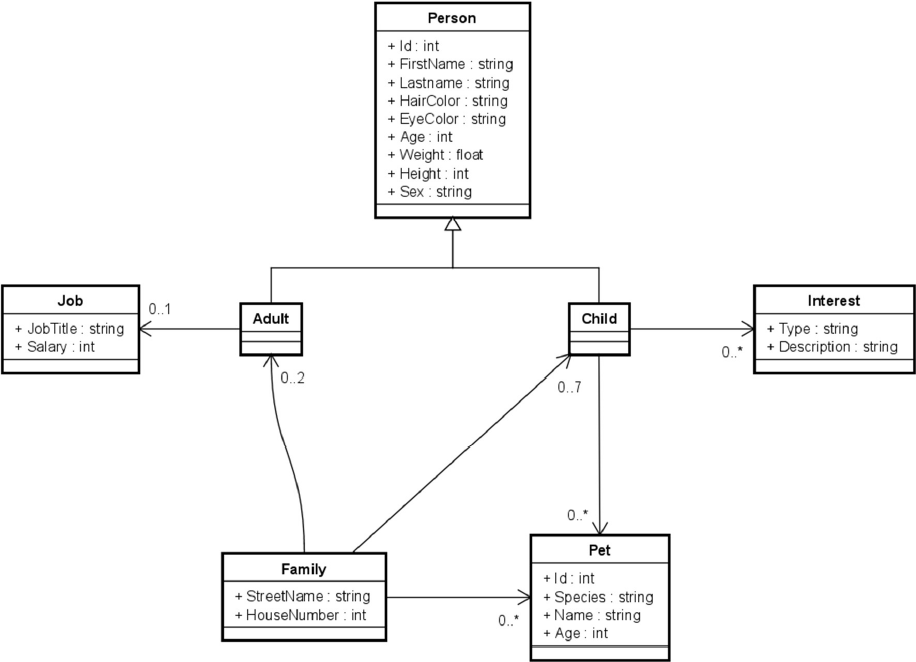 Person
+ Id : int
+ FirstName : string
+ Lastname : string
+ HairColor : string
+ EyeColor : string
+ Age : int
+ Weight : float
+ Height : int
+ Sex : string
Job
+ JobTitle : string
+ Salary : int
0..1
Adult
0..2
Child
0..7
0..*
Interest
+ Type : string
+ Description : string
0..*
Family
+ StreetName : string
+ HouseNumber : int
0..*
Pet
+ Id : int
+ Species : string
+ Name : string
+ Age : int